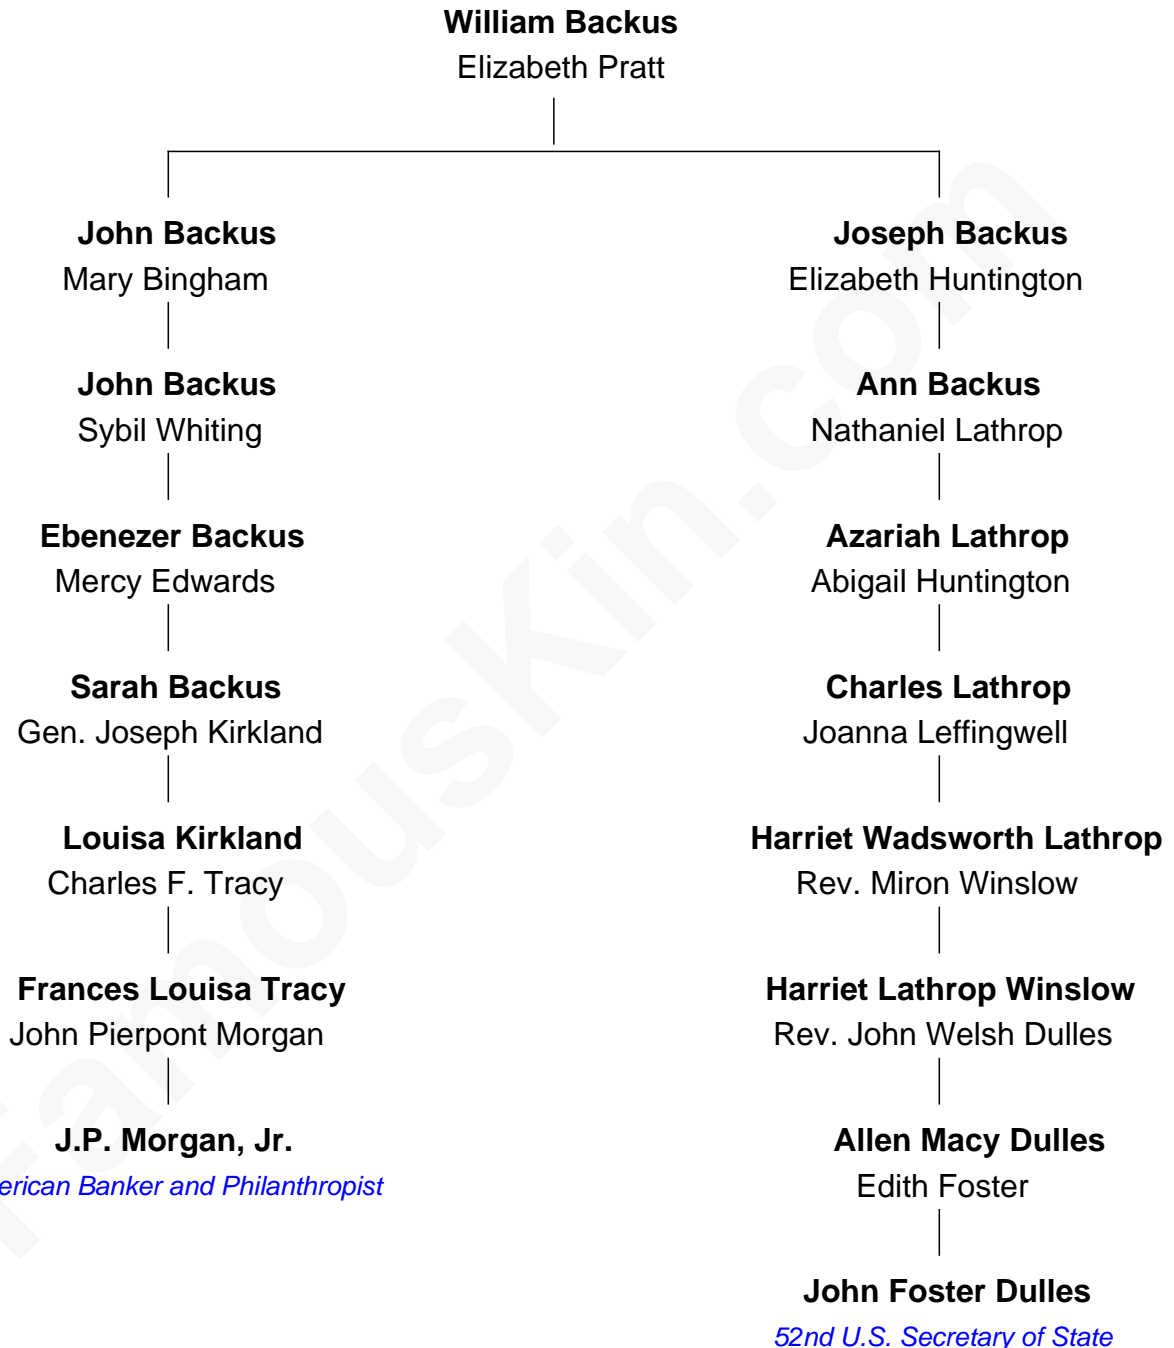 William Backus
Elizabeth Pratt
John Backus
Mary Bingham
Joseph Backus
Elizabeth Huntington
John Backus
Sybil Whiting
Ann Backus
Nathaniel Lathrop
Ebenezer Backus
Mercy Edwards
Azariah Lathrop
Abigail Huntington
Sarah Backus
Gen. Joseph Kirkland
Charles Lathrop
Joanna Leffingwell
Louisa Kirkland
Charles F. Tracy
Harriet Wadsworth Lathrop
Rev. Miron Winslow
Frances Louisa Tracy
John Pierpont Morgan
Harriet Lathrop Winslow
Rev. John Welsh Dulles
J.P. Morgan, Jr.
erican Banker and Philanthropist
Allen Macy Dulles
Edith Foster
John Foster Dulles
52nd U.S. Secretary of State
FamousKin.com